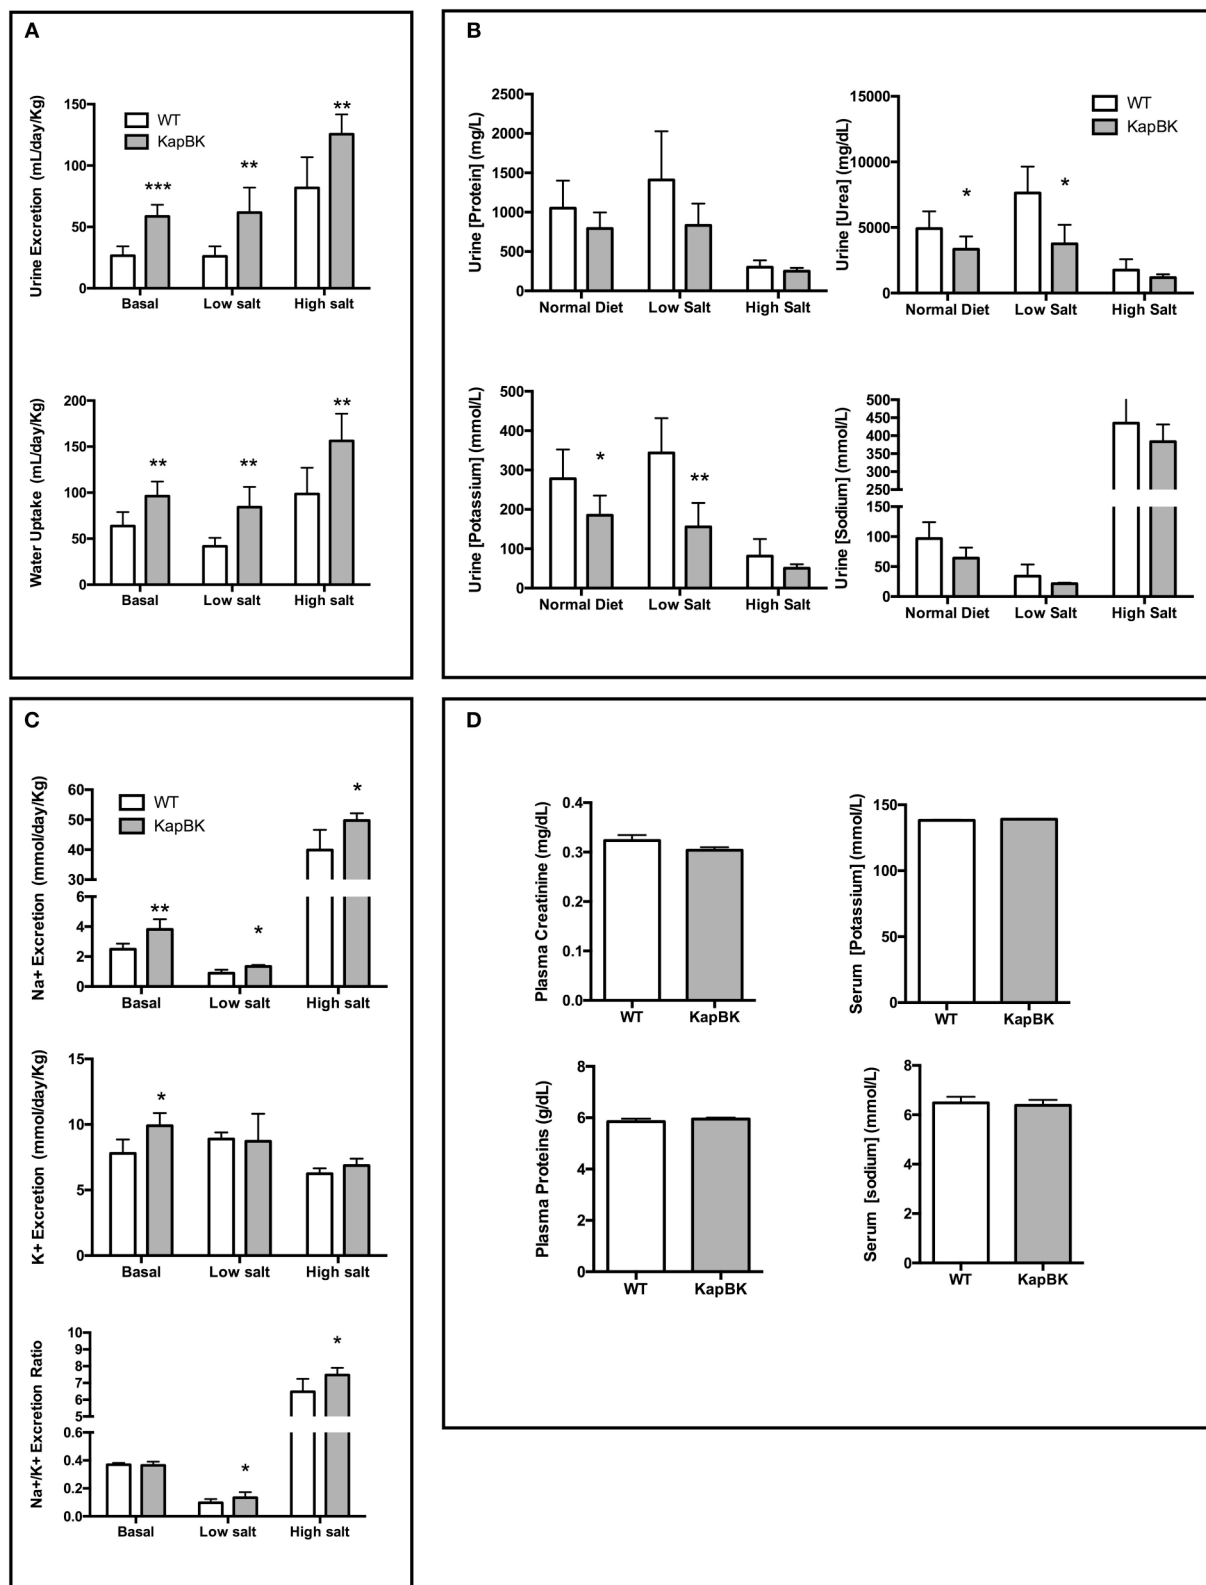 A
Urine Excretion (mL/day/Kg)
150
100
50
0
WT
KapBK
***
**
**
Basal Low salt High salt
Water Uptake (mL/day/Kg)
200
150
100
50
0
**
**
**
Basal Low salt High salt
B
Urine [Protein] (mg/L)
2500
2000
1500
1000
500
0
Normal Diet Low Salt High Salt
Urine [Urea] (mg/dL)
15000
10000
5000
0
WT
KapBK
*
*
Normal Diet Low Salt High Salt
Urine [Potassium] (mmol/L)
500
400
300
200
100
0
*
**
Normal Diet Low Salt High Salt
Urine [Sodium] (mmol/L)
500
450
400
350
300
250
150
100
50
0
Normal Diet Low Salt High Salt
C
Na+ Excretion (mmol/day/Kg)
60
50
40
30
6
4
2
0
WT
KapBK
**
*
*
Basal Low salt High salt
K+ Excretion (mmol/day/Kg)
15
10
5
0
*
Basal Low salt High salt
Na+/K+ Excretion Ratio
10
9
8
7
6
5
0.6
0.4
0.2
0.0
*
*
Basal Low salt High salt
D
Plasma Creatinine (mg/dL)
0.4
0.3
0.2
0.1
0.0
WT KapBK
Serum [Potassium] (mmol/L)
150
100
50
0
WT KapBK
Plasma Proteins (g/dL)
8
6
4
2
0
WT KapBK
Serum [sodium] (mmol/L)
8
6
4
2
0
WT KapBK